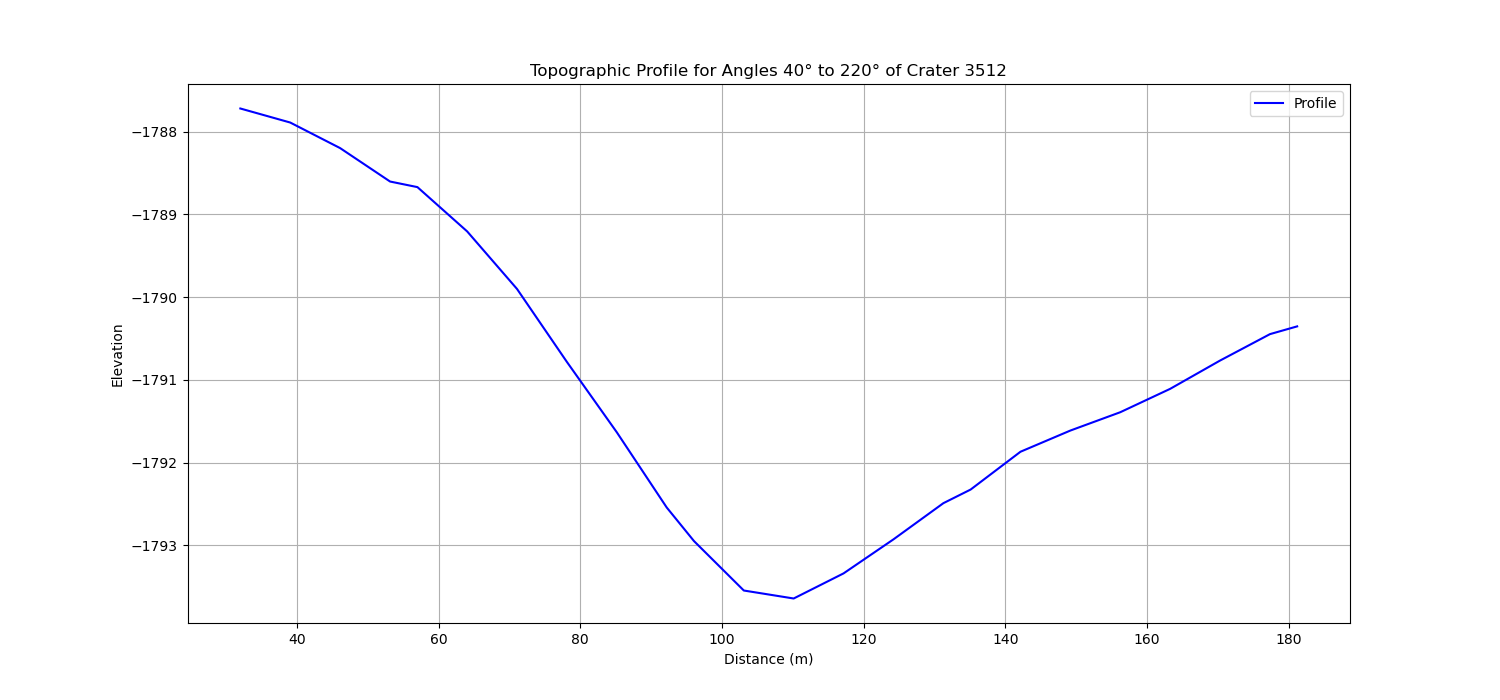 Topographic Profile for Angles 40° to 220° of Crater 3512
Profile
−1788
−1789
−1790
−1791
−1792
−1793
Elevation
40 60 80 100 120 140 160 180
Distance (m)